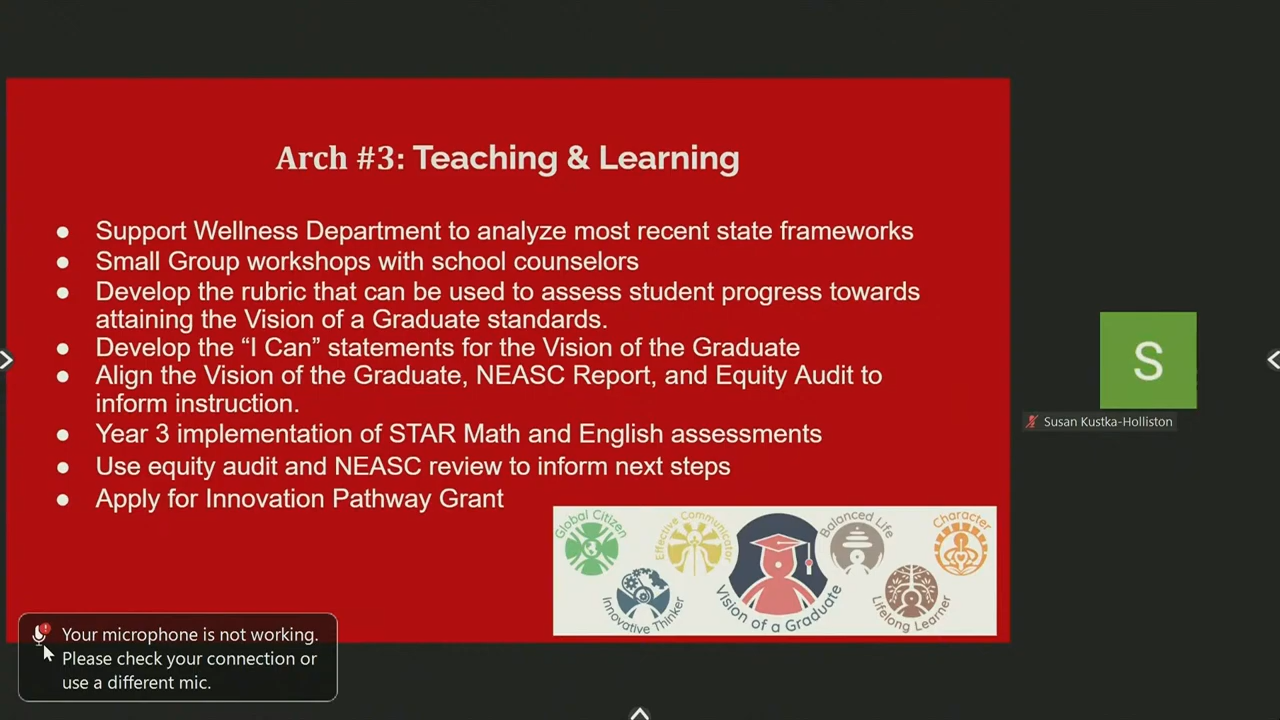 Arch #3: Teaching & Learning
● Support Wellness Department to analyze most recent state frameworks
● Small Group workshops with school counselors
● Develop the rubric that can be used to assess student progress towards
attaining the Vision of a Graduate standards.
● Develop the “I Can” statements for the Vision of the Graduate
● Align the Vision of the Graduate, NEASC Report, and Equity Audit to
inform instruction.
● Year 3 implementation of STAR Math and English assessments
● Use equity audit and NEASC review to inform next steps
● Apply for Innovation Pathway Grant
Global Citizen
Effective Communicator
Balanced Life
Character
Innovative Thinker
Vision of a Graduate
Lifelong Learner
S
Susan Kustka-Holliston
Your microphone is not working.
Please check your connection or
use a different mic.